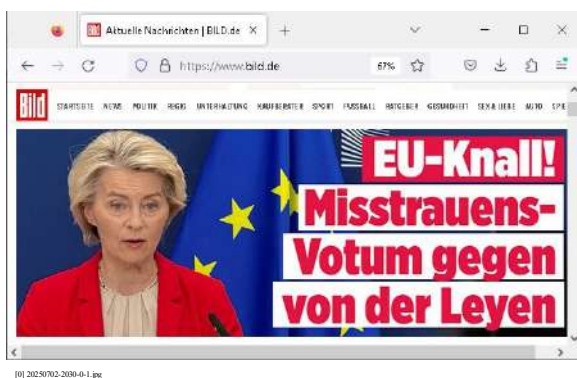 Aktuelle Nachrichten | BILD.de
https://www.bild.de
67%
Bild
STARTSEITE NEWS POLITIK REGIO UNTERHALTUNG KAUFBERATER SPORT FUSSBALL RATGEBER GESUNDHEIT SEX & LIEBE AUTO SPIE
EU-Knall!
Misstrauens-
Votum gegen
von der Leyen
[0] 20250702-2030-0-1.jpg